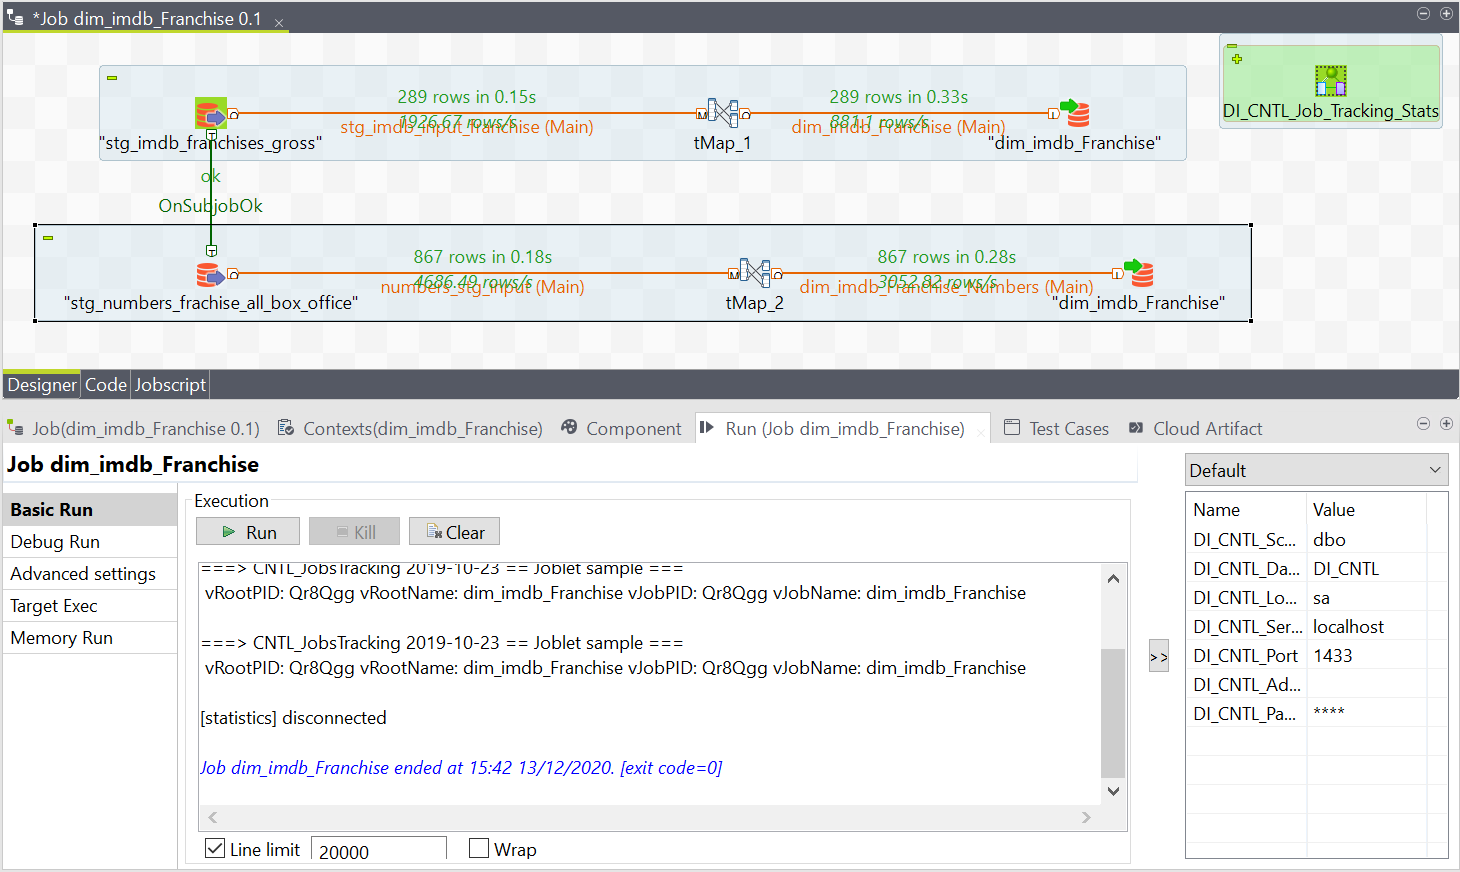 *Job dim_imdb_Franchise 0.1
289 rows in 0.15s
1926.67 rows/s
stg_imdb_input_franchise (Main)
289 rows in 0.33s
881.1 rows/s
dim_imdb_Franchise (Main)
"stg_imdb_franchises_gross"
tMap_1
"dim_imdb_Franchise"
DI_CNTL_Job_Tracking_Stats
ok
OnSubjobOk
867 rows in 0.18s
4686.49 rows/s
numbers_stg_input (Main)
867 rows in 0.28s
3052.82 rows/s
dim_imdb_Franchise_Numbers (Main)
"stg_numbers_frachise_all_box_office"
tMap_2
"dim_imdb_Franchise"
Designer Code Jobscript
Job(dim_imdb_Franchise 0.1) Contexts(dim_imdb_Franchise) Component Run (Job dim_imdb_Franchise) Test Cases Cloud Artifact
Job dim_imdb_Franchise
Basic Run
Debug Run
Advanced settings
Target Exec
Memory Run
Execution
Run Kill Clear
===> CNTL_JobsTracking 2019-10-23 == Joblet sample ===
vRootPID: Qr8Qgg vRootName: dim_imdb_Franchise vJobPID: Qr8Qgg vJobName: dim_imdb_Franchise
===> CNTL_JobsTracking 2019-10-23 == Joblet sample ===
vRootPID: Qr8Qgg vRootName: dim_imdb_Franchise vJobPID: Qr8Qgg vJobName: dim_imdb_Franchise
[statistics] disconnected
Job dim_imdb_Franchise ended at 15:42 13/12/2020. [exit code=0]
Line limit 20000 Wrap
>>
Default
Name Value
DI_CNTL_Sc... dbo
DI_CNTL_Da... DI_CNTL
DI_CNTL_Lo... sa
DI_CNTL_Ser... localhost
DI_CNTL_Port 1433
DI_CNTL_Ad...
DI_CNTL_Pa... ****